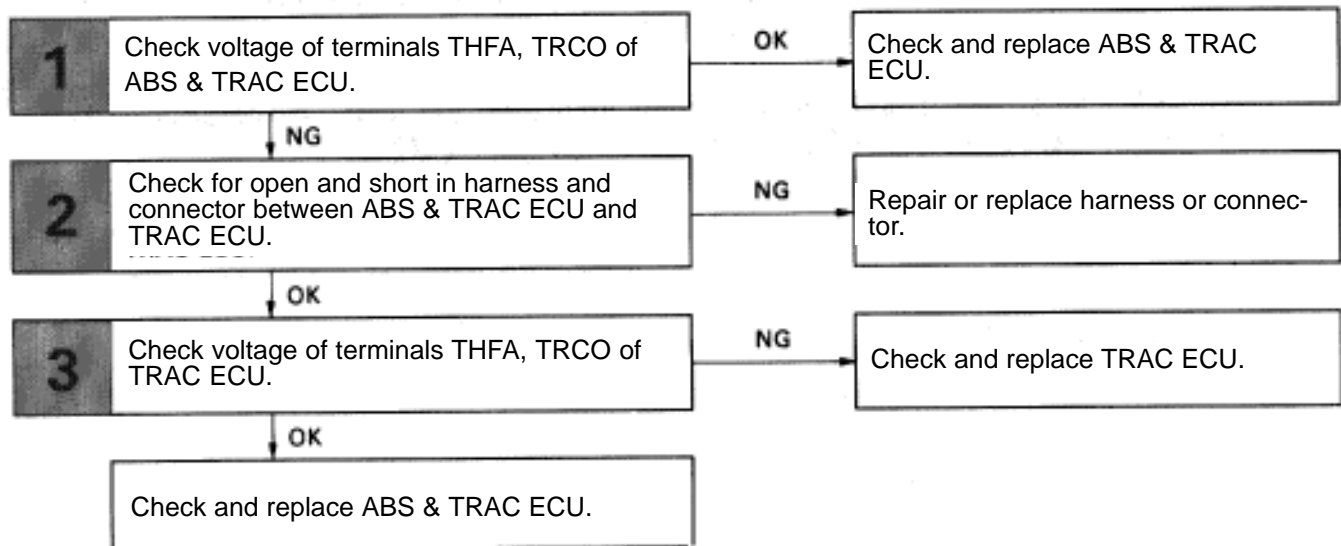 1
Check voltage of terminals THFA, TRCO of
ABS & TRAC ECU.
OK
Check and replace ABS & TRAC
ECU.
NG
2
Check for open and short in harness and
connector between ABS & TRAC ECU and
TRAC ECU.
NG
Repair or replace harness or connec-
tor.
OK
3
Check voltage of terminals THFA, TRCO of
TRAC ECU.
NG
Check and replace TRAC ECU.
OK
Check and replace ABS & TRAC ECU.